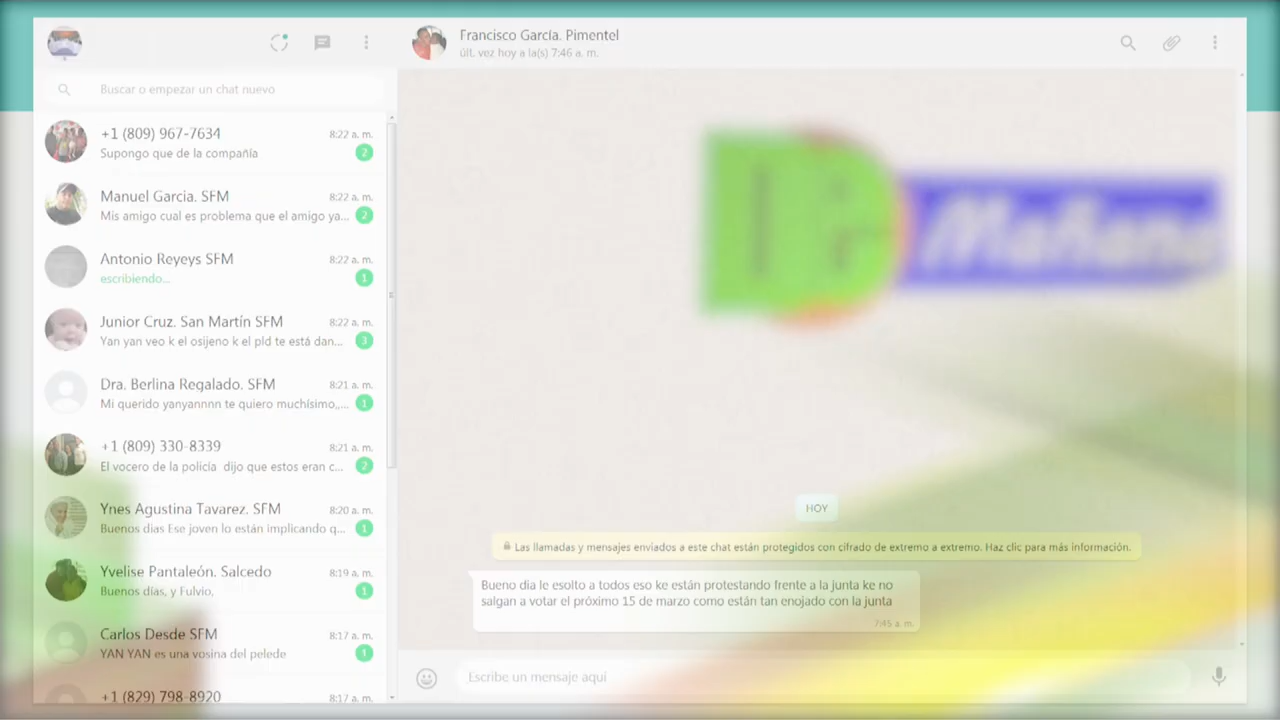 Francisco García. Pimentel
últ. vez hoy a la(s) 7:46 a. m.
Buscar o empezar un chat nuevo
+1 (809) 967-7634
8:22 a. m.
Supongo que de la compañía
2
Manuel Garcia. SFM
8:22 a. m.
Mis amigo cual es problema que el amigo ya...
2
Antonio Reyeys SFM
8:22 a. m.
escribiendo...
1
Junior Cruz. San Martín SFM
8:22 a. m.
Yan yan veo k el osijeno k el pld te está dan...
3
Dra. Berlina Regalado. SFM
8:21 a. m.
Mi querido yanyannnn te quiero muchísimo,,...
1
+1 (809) 330-8339
8:21 a. m.
El vocero de la policía dijo que estos eran c...
2
Ynes Agustina Tavarez. SFM
8:20 a. m.
Buenos dias Ese joven lo están implicando q...
1
Yvelise Pantaleón. Salcedo
8:19 a. m.
Buenos días, y Fulvio,
1
Carlos Desde SFM
8:17 a. m.
YAN YAN es una vosina del pelede
1
+1 (829) 798-8920
8:17 a. m.
Mañana
HOY
Las llamadas y mensajes enviados a este chat están protegidos con cifrado de extremo a extremo. Haz clic para más información.
Bueno dia le esolto a todos eso ke están protestando frente a la junta ke no
salgan a votar el próximo 15 de marzo como están tan enojado con la junta
7:45 a. m.
Escribe un mensaje aquí